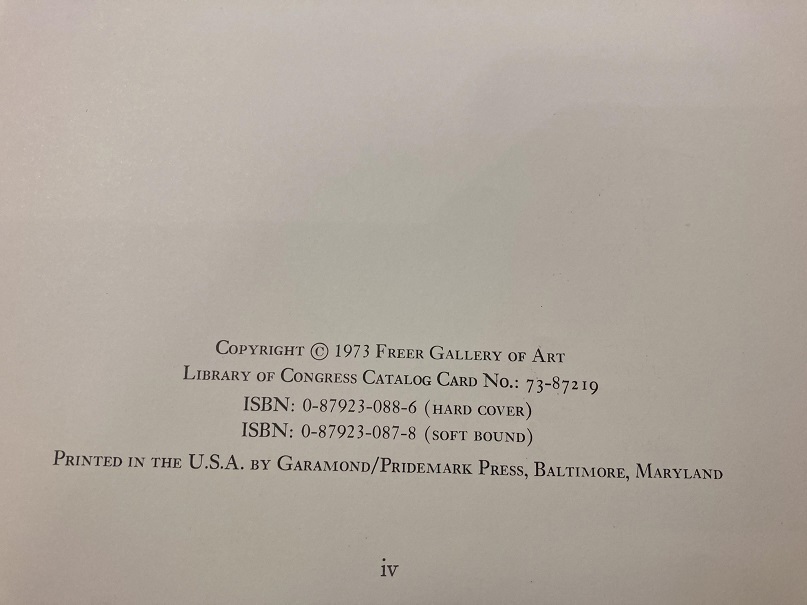 Copyright © 1973 Freer Gallery of Art
Library of Congress Catalog Card No.: 73-87219
ISBN: 0-87923-088-6 (hard cover)
ISBN: 0-87923-087-8 (soft bound)
Printed in the U.S.A. by Garamond/Pridemark Press, Baltimore, Maryland
iv